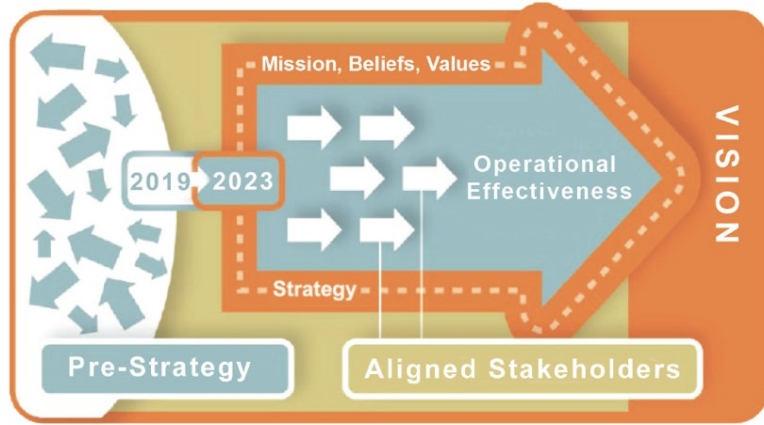 Mission, Beliefs, Values
2019
2023
Operational
Effectiveness
VISION
Strategy
Pre-Strategy
Aligned Stakeholders